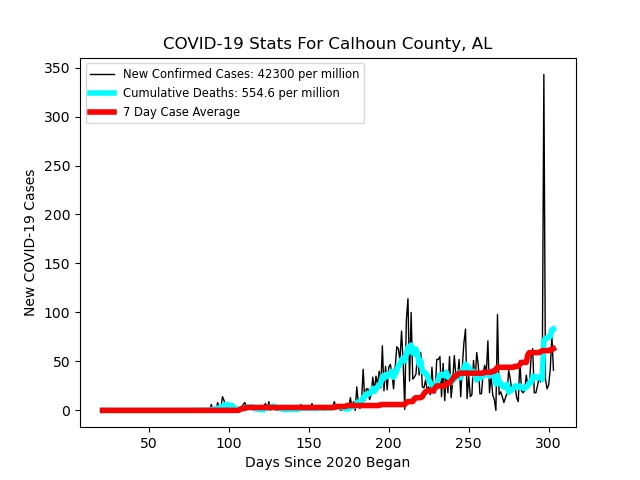 COVID-19 Stats For Calhoun County, AL
New Confirmed Cases: 42300 per million
Cumulative Deaths: 554.6 per million
7 Day Case Average
New COVID-19 Cases
350
300
250
200
150
100
50
0
50 100 150 200 250 300
Days Since 2020 Began